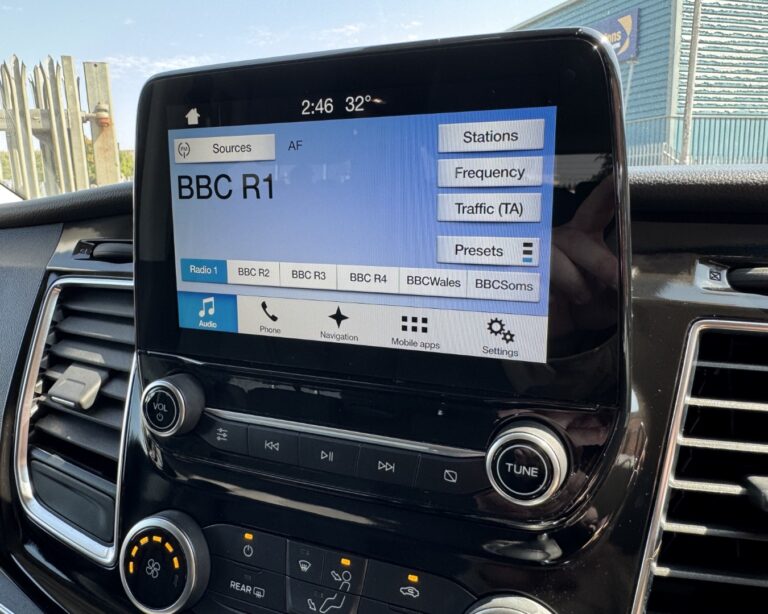 2:46 32°
FM Sources
AF
BBC R1
Stations
Frequency
Traffic (TA)
Presets
Radio 1 BBC R2 BBC R3 BBC R4 BBCWales BBCSoms
Audio Phone Navigation Mobile apps Settings
VOL
TUNE
REAR